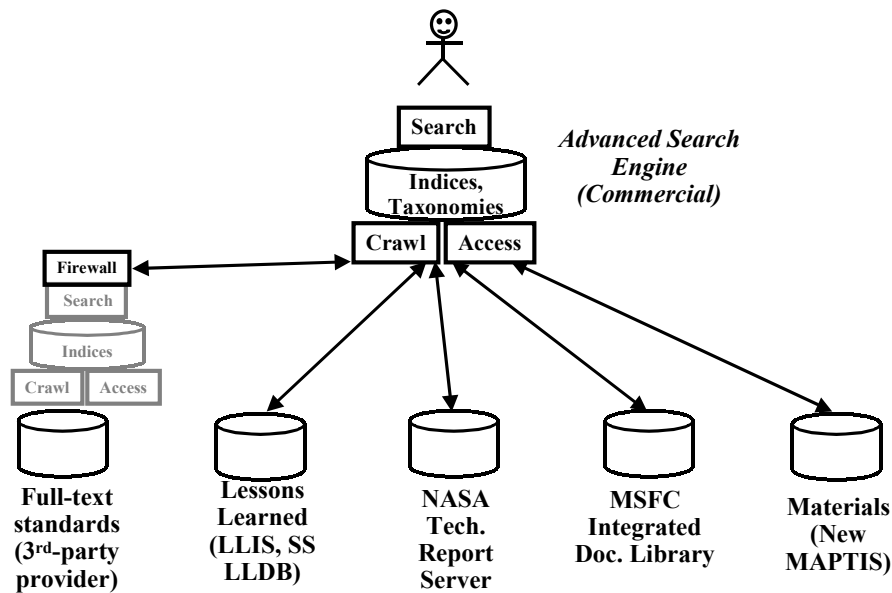 Search
Advanced Search
Engine
(Commercial)
Indices,
Taxonomies
Crawl
Access
Firewall
Search
Indices
Crawl
Access
Full-text
standards
(3rd-party
provider)
Lessons
Learned
(LLIS, SS
LLDB)
NASA
Tech.
Report
Server
MSFC
Integrated
Doc. Library
Materials
(New
MAPTIS)